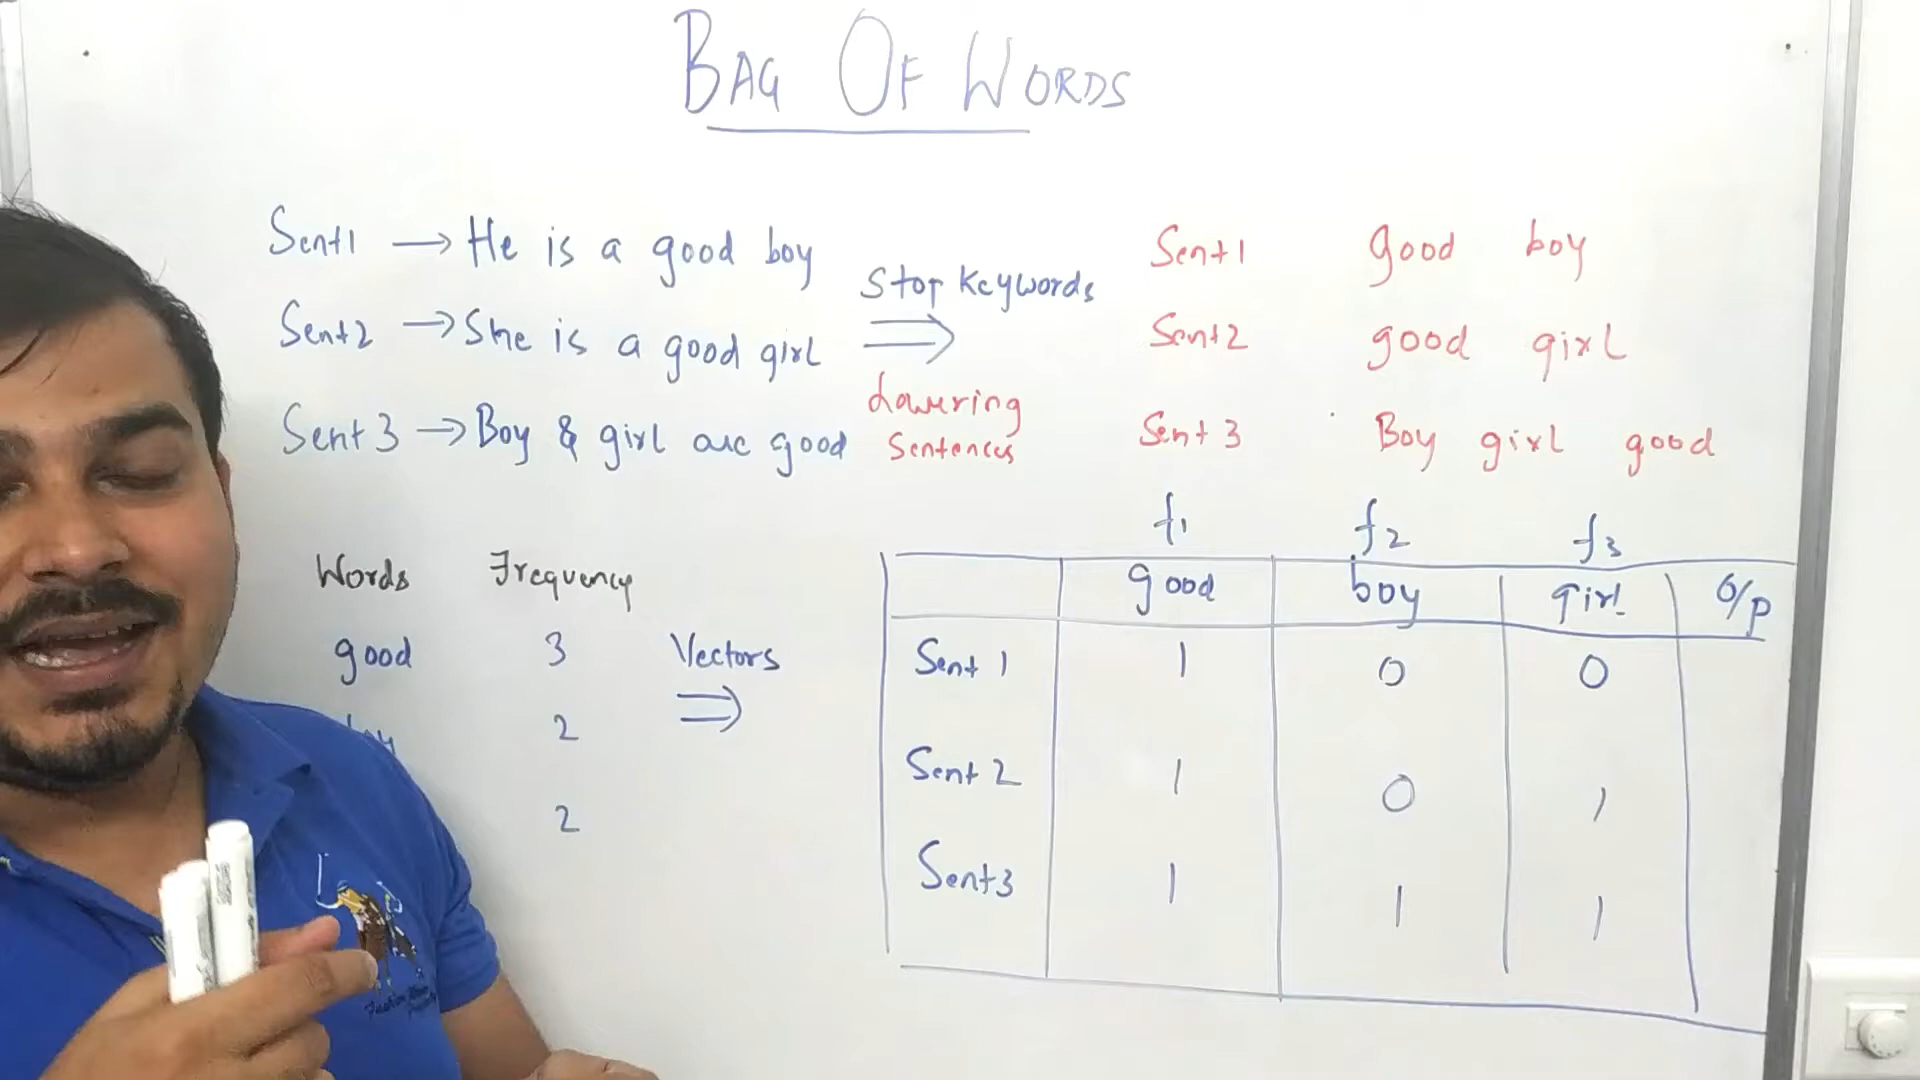 BAG OF WORDS
Sent1 → He is a good boy
Sent2 → She is a good girl
Sent 3 → Boy & girl are good
Stop Keywords
⇒
Lowering
Sentences
Sent1 good boy
Sent2 good girl
Sent 3 Boy girl good
Words Frequency
good 3
2
2
Vectors
⇒
f1 f2 f3
good boy girl O/p
Sent 1 1 0 0
Sent 2 1 0 1
Sent3 1 1 1